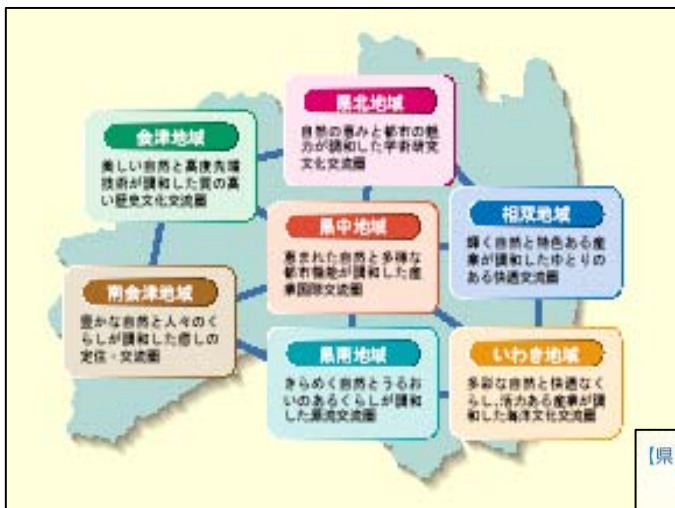 県北地域
自然の恵みと都市の魅
力が調和した学術研究
文化交流圏
会津地域
美しい自然と高度先端
技術が調和した質の高
い歴史文化交流圏
県中地域
恵まれた自然と多様な
都市機能が調和した産
業国際交流圏
相双地域
輝く自然と特色ある産
業が調和したゆとりの
ある快適交流圏
南会津地域
豊かな自然と人々のく
らしが調和した癒しの
定住・交流圏
県南地域
きらめく自然とうるお
いのあるくらしが調和
した源流交流圏
いわき地域
多彩な自然と快適なく
らし、活力ある産業が調
和した海洋文化交流圏
【県